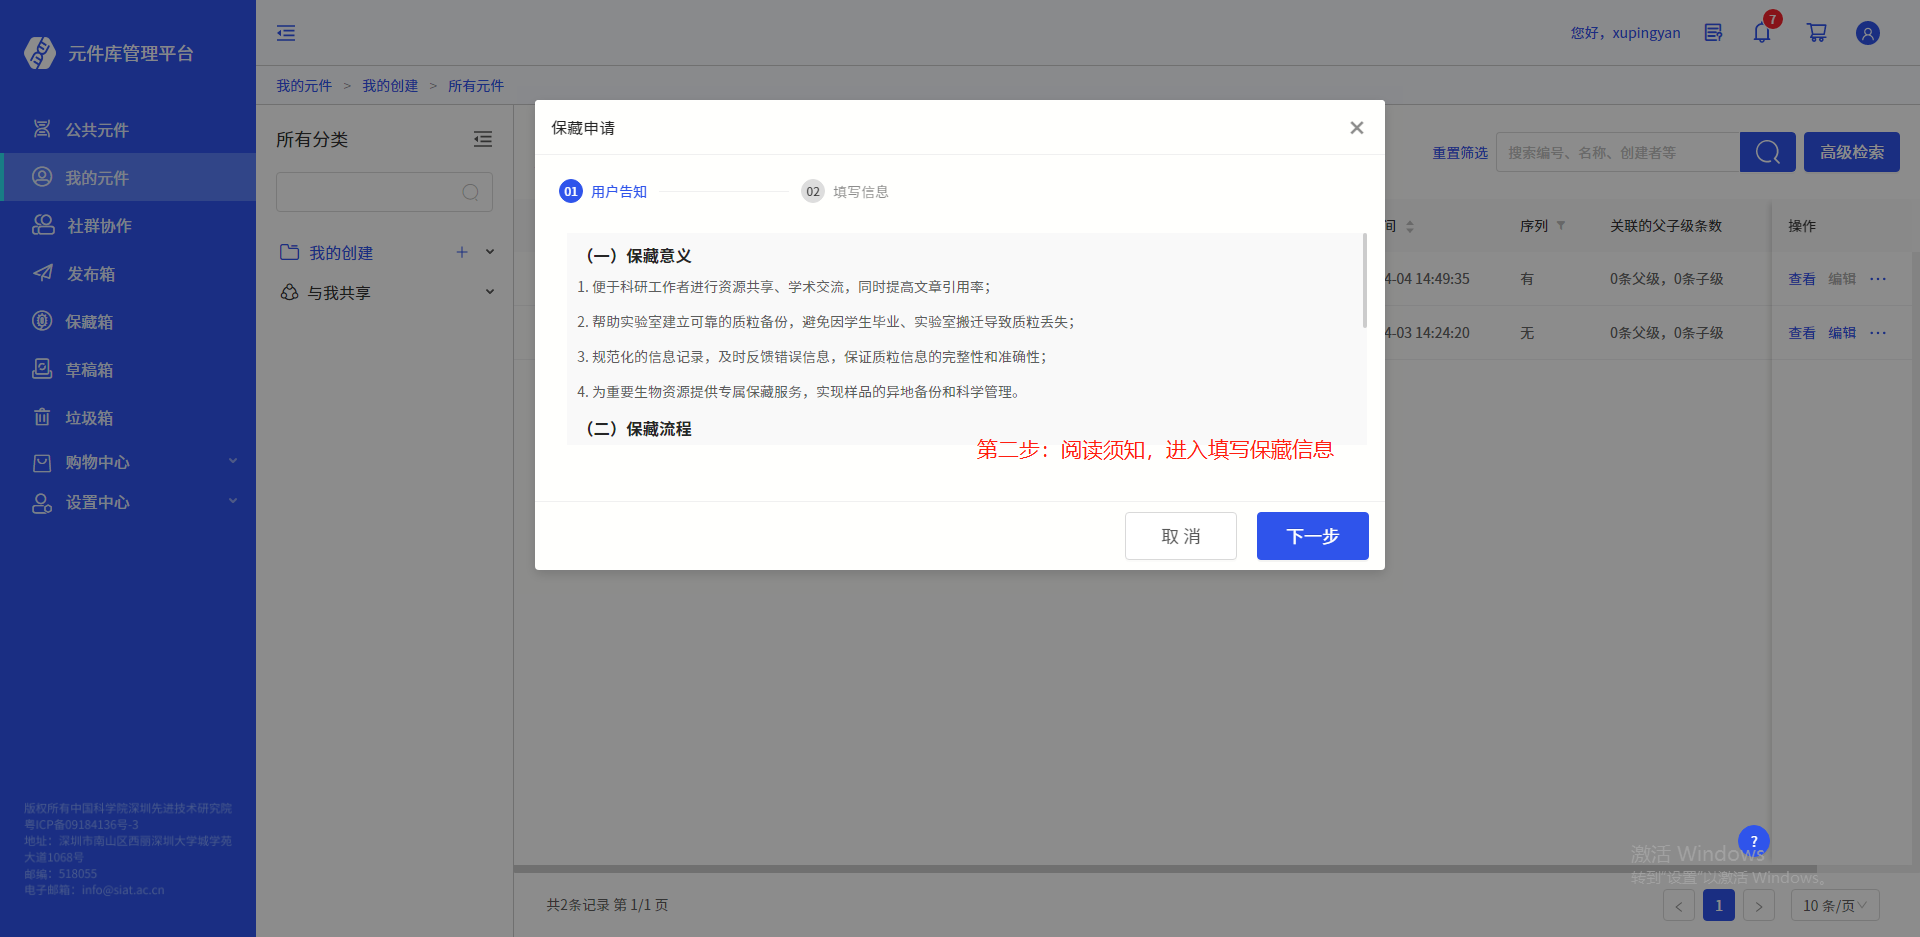 元件库管理平台
公共元件
我的元件
社群协作
发布箱
保藏箱
草稿箱
垃圾箱
购物中心
设置中心
版权所有中国科学院深圳先进技术研究院
粤ICP备09184136号-3
地址：深圳市南山区西丽深圳大学城学苑
大道1068号
邮编：518055
电子邮箱：info@siat.ac.cn
您好，xupingyan
7
我的元件 > 我的创建 > 所有元件
所有分类
我的创建
与我共享
重置筛选
搜索编号、名称、创建者等
高级检索
间 序列 关联的父子级条数 操作
4-04 14:49:35 有 0条父级，0条子级 查看 编辑 ···
4-03 14:24:20 无 0条父级，0条子级 查看 编辑 ···
保藏申请
01 用户告知
02 填写信息
（一）保藏意义
1. 便于科研工作者进行资源共享、学术交流，同时提高文章引用率；
2. 帮助实验室建立可靠的质粒备份，避免因学生毕业、实验室搬迁导致质粒丢失；
3. 规范化的信息记录，及时反馈错误信息，保证质粒信息的完整性和准确性；
4. 为重要生物资源提供专属保藏服务，实现样品的异地备份和科学管理。
（二）保藏流程
第二步：阅读须知，进入填写保藏信息
取 消
下一步
?
激活 Windows
转到“设置”以激活 Windows。
共2条记录 第 1/1 页
< 1 > 10 条/页